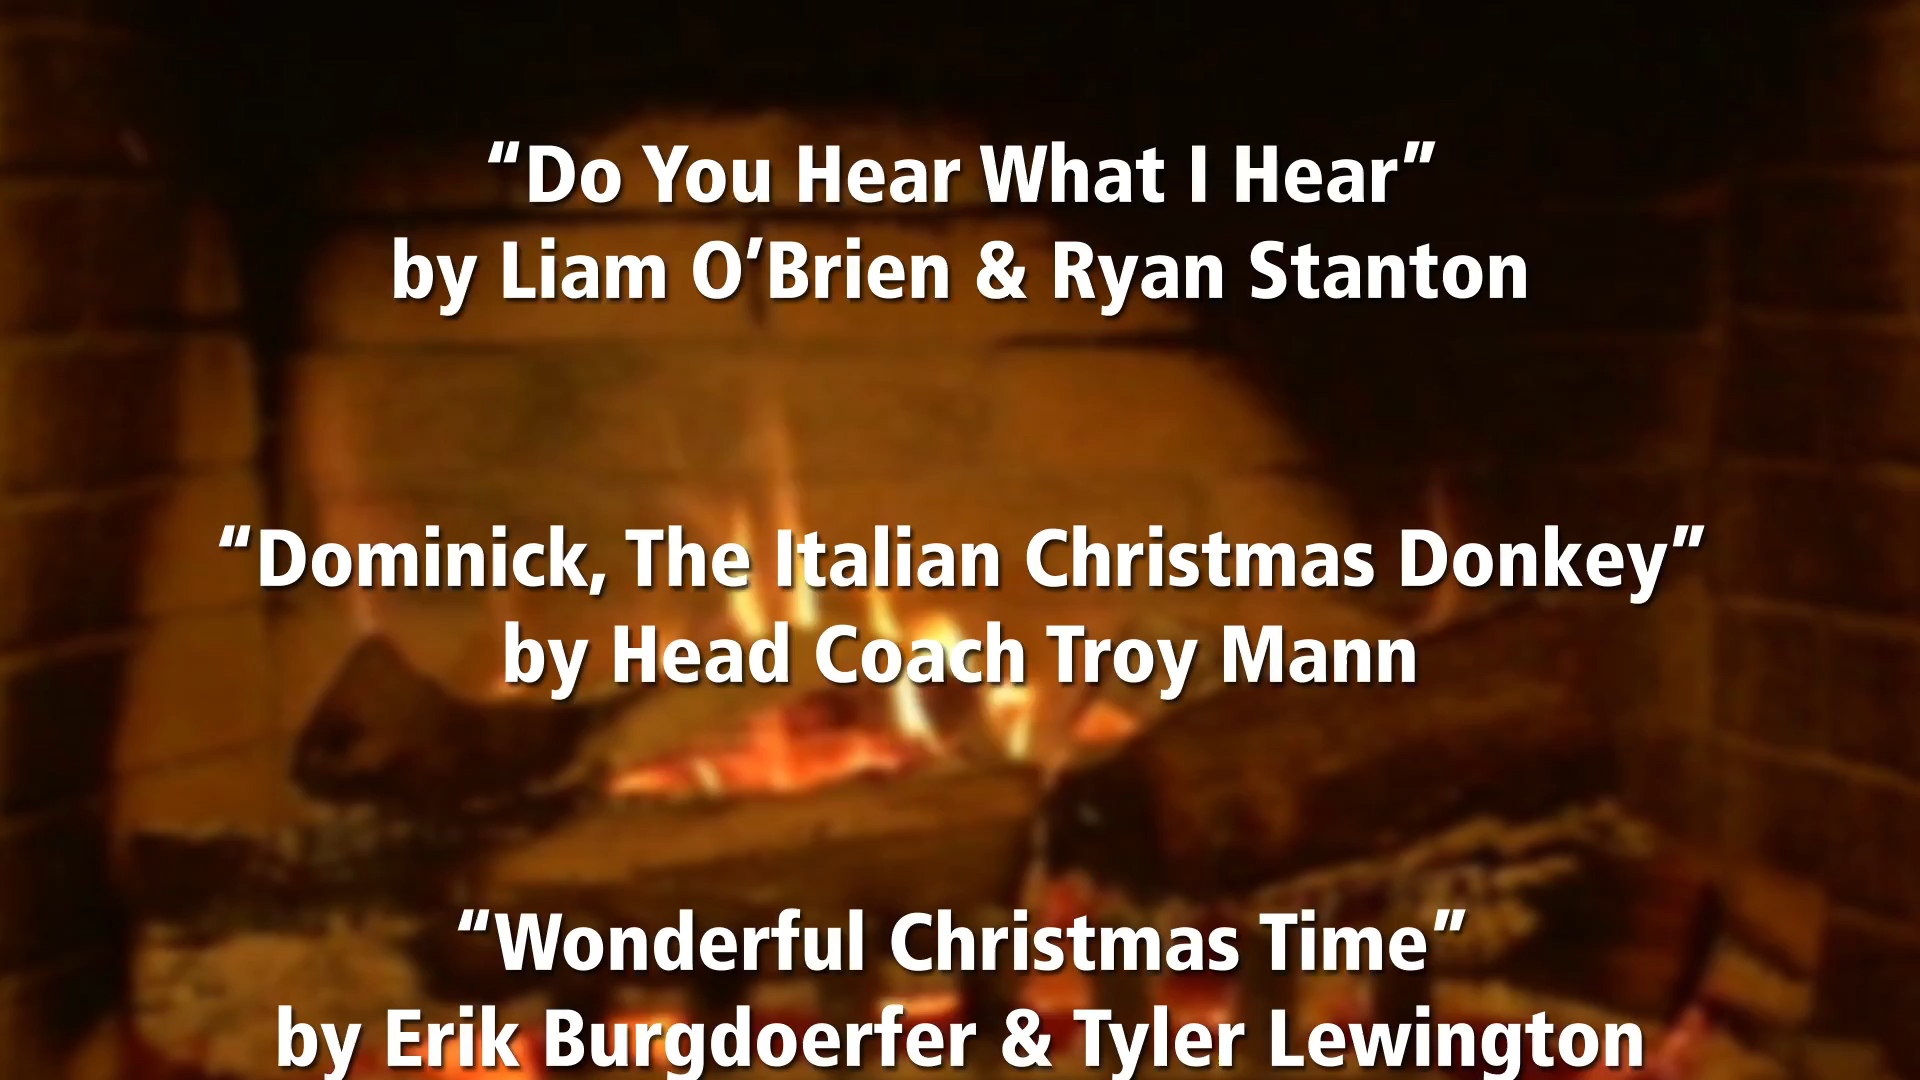 “Do You Hear What I Hear”
by Liam O’Brien & Ryan Stanton
“Dominick, The Italian Christmas Donkey”
by Head Coach Troy Mann
“Wonderful Christmas Time”
by Erik Burgdoerfer & Tyler Lewington